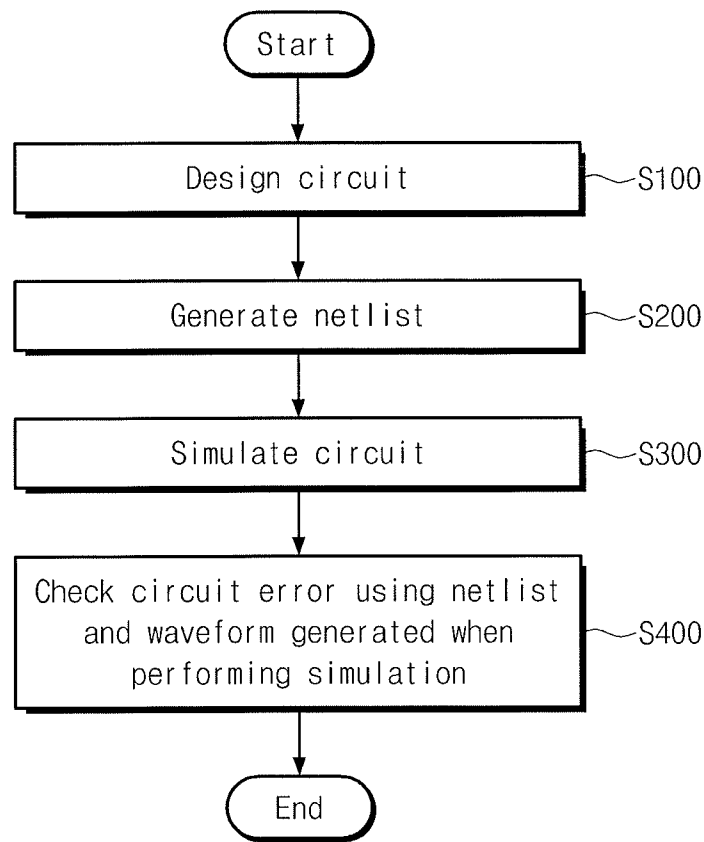 Start
Design circuit
S100
Generate netlist
S200
Simulate circuit
S300
Check circuit error using netlist
and waveform generated when
performing simulation
S400
End